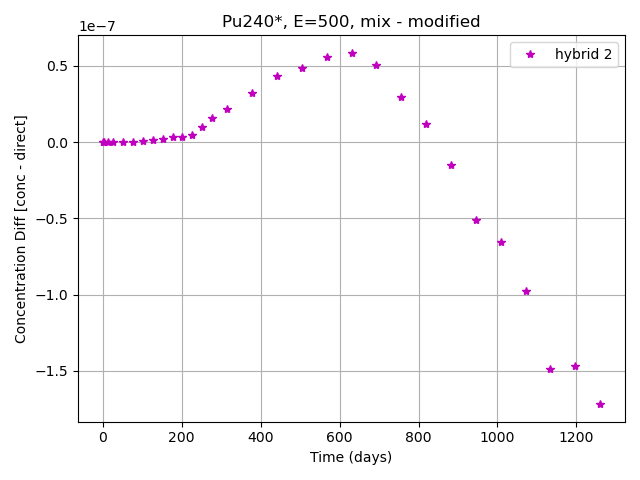 Pu240*, E=500, mix - modified
1e−7
hybrid 2
0.5
0.0
−0.5
−1.0
−1.5
Concentration Diff [conc - direct]
0 200 400 600 800 1000 1200
Time (days)